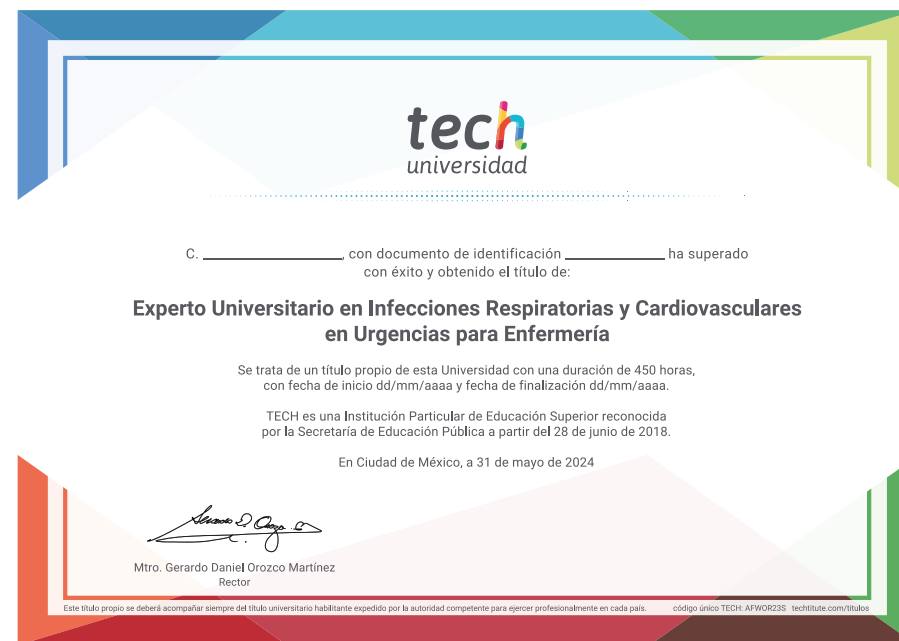 tech
universidad
C. ____________, con documento de identificación ____________ ha superado
con éxito y obtenido el título de:
Experto Universitario en Infecciones Respiratorias y Cardiovasculares
en Urgencias para Enfermería
Se trata de un título propio de esta Universidad con una duración de 450 horas,
con fecha de inicio dd/mm/aaaa y fecha de finalización dd/mm/aaaa.
TECH es una Institución Particular de Educación Superior reconocida
por la Secretaría de Educación Pública a partir del 28 de junio de 2018.
En Ciudad de México, a 31 de mayo de 2024
Mtro. Gerardo Daniel Orozco Martínez
Rector
Este título propio se deberá acompañar siempre del título universitario habilitante expedido por la autoridad competente para ejercer profesionalmente en cada país. código único TECH: AFWOR23S techtitute.com/titulos